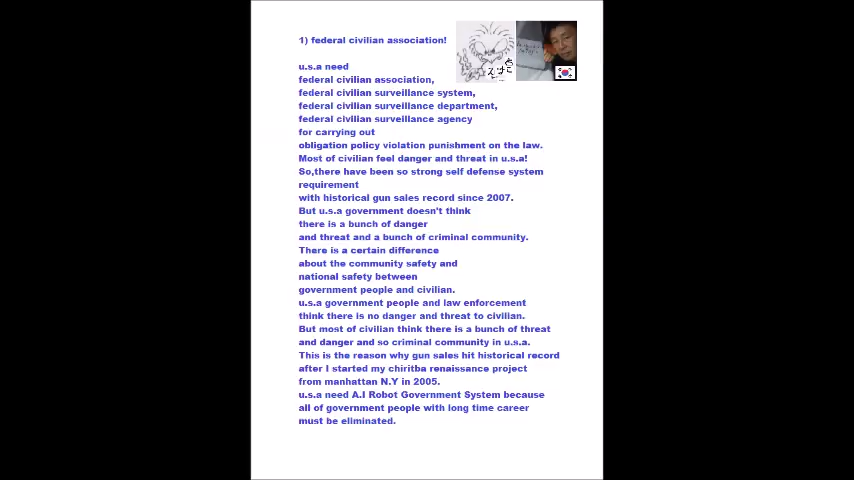 1) federal civilian association!
u.s.a need
federal civilian association,
federal civilian surveillance system,
federal civilian surveillance department,
federal civilian surveillance agency
for carrying out
obligation policy violation punishment on the law.
Most of civilian feel danger and threat in u.s.a!
So,there have been so strong self defense system
requirement
with historical gun sales record since 2007.
But u.s.a government doesn't think
there is a bunch of danger
and threat and a bunch of criminal community.
There is a certain difference
about the community safety and
national safety between
government people and civilian.
u.s.a government people and law enforcement
think there is no danger and threat to civilian.
But most of civilian think there is a bunch of threat
and danger and so criminal community in u.s.a.
This is the reason why gun sales hit historical record
after I started my chiritba renaissance project
from manhattan N.Y in 2005.
u.s.a need A.I Robot Government System because
all of government people with long time career
must be eliminated.